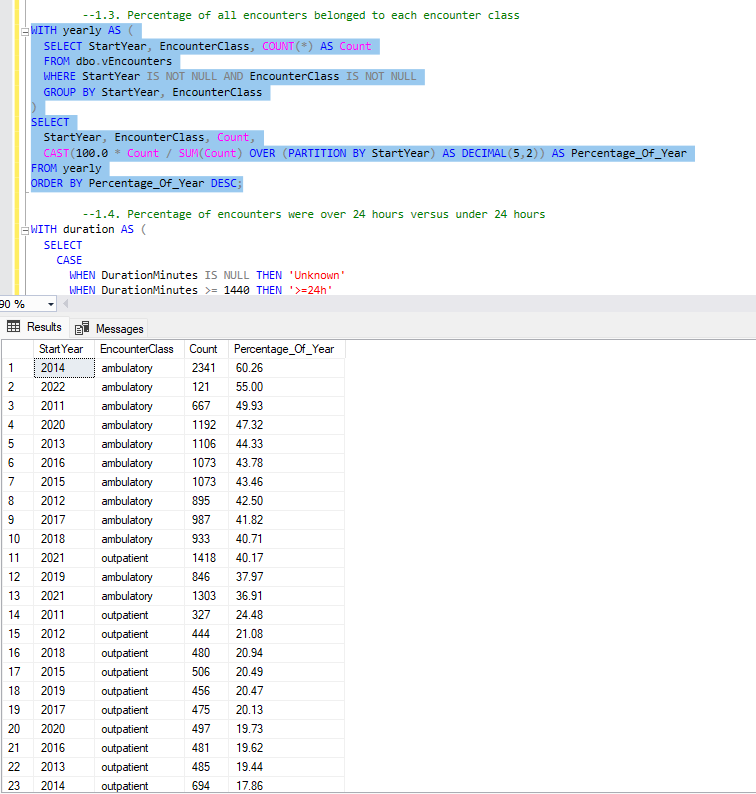 --1.3. Percentage of all encounters belonged to each encounter class
WITH yearly AS (
SELECT StartYear, EncounterClass, COUNT(*) AS Count
FROM dbo.vEncounters
WHERE StartYear IS NOT NULL AND EncounterClass IS NOT NULL
GROUP BY StartYear, EncounterClass
)
SELECT
StartYear, EncounterClass, Count,
CAST(100.0 * Count / SUM(Count) OVER (PARTITION BY StartYear) AS DECIMAL(5,2)) AS Percentage_Of_Year
FROM yearly
ORDER BY Percentage_Of_Year DESC;
--1.4. Percentage of encounters were over 24 hours versus under 24 hours
WITH duration AS (
SELECT
CASE
WHEN DurationMinutes IS NULL THEN 'Unknown'
WHEN DurationMinutes >= 1440 THEN '>=24h'
90 %
Results Messages
StartYear EncounterClass Count Percentage_Of_Year
1 2014 ambulatory 2341 60.26
2 2022 ambulatory 121 55.00
3 2011 ambulatory 667 49.93
4 2020 ambulatory 1192 47.32
5 2013 ambulatory 1106 44.33
6 2016 ambulatory 1073 43.78
7 2015 ambulatory 1073 43.46
8 2012 ambulatory 895 42.50
9 2017 ambulatory 987 41.82
10 2018 ambulatory 933 40.71
11 2021 outpatient 1418 40.17
12 2019 ambulatory 846 37.97
13 2021 ambulatory 1303 36.91
14 2011 outpatient 327 24.48
15 2012 outpatient 444 21.08
16 2018 outpatient 480 20.94
17 2015 outpatient 506 20.49
18 2019 outpatient 456 20.47
19 2017 outpatient 475 20.13
20 2020 outpatient 497 19.73
21 2016 outpatient 481 19.62
22 2013 outpatient 485 19.44
23 2014 outpatient 694 17.86